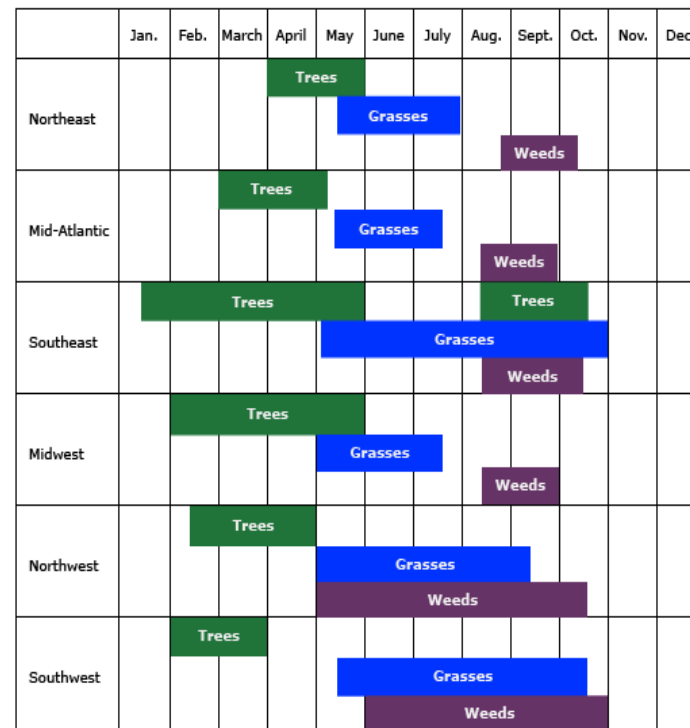 Jan. Feb. March April May June July Aug. Sept. Oct. Nov. Dec
Trees
Northeast
Grasses
Weeds
Trees
Mid-Atlantic
Grasses
Weeds
Trees Trees
Southeast
Grasses
Weeds
Trees
Midwest
Grasses
Weeds
Trees
Northwest
Grasses
Weeds
Trees
Southwest
Grasses
Weeds